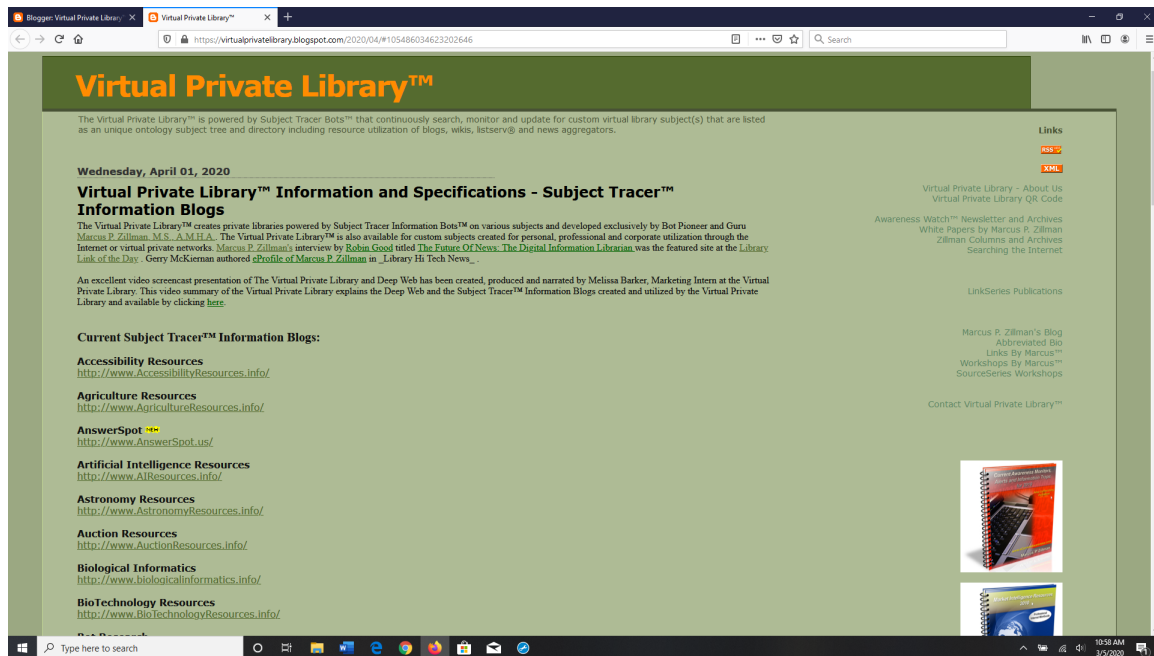 Blogger: Virtual Private Library
Virtual Private Library™
https://virtualprivatelibrary.blogspot.com/2020/04/#105486034623202646
Search
Virtual Private Library™
The Virtual Private Library™ is powered by Subject Tracer Bots™ that continuously search, monitor and update for custom virtual library subject(s) that are listed
as an unique ontology subject tree and directory including resource utilization of blogs, wikis, listserv® and news aggregators.
Wednesday, April 01, 2020
Virtual Private Library™ Information and Specifications - Subject Tracer™
Information Blogs
The Virtual Private Library™ creates private libraries powered by Subject Tracer Information Bots™ on various subjects and developed exclusively by Bot Pioneer and Guru
Marcus P. Zillman, M.S., A.M.H.A.. The Virtual Private Library™ is also available for custom subjects created for personal, professional and corporate utilization through the
Internet or virtual private networks. Marcus P. Zillman's interview by Robin Good titled The Future Of News: The Digital Information Librarian was the featured site at the Library
Link of the Day . Gerry McKiernan authored eProfile of Marcus P. Zillman in _Library Hi Tech News_ .
An excellent video screencast presentation of The Virtual Private Library and Deep Web has been created, produced and narrated by Melissa Barker, Marketing Intern at the Virtual
Private Library. This video summary of the Virtual Private Library explains the Deep Web and the Subject Tracer™ Information Blogs created and utilized by the Virtual Private
Library and available by clicking here.
Current Subject Tracer™ Information Blogs:
Accessibility Resources
http://www.AccessibilityResources.info/
Agriculture Resources
http://www.AgricultureResources.info/
AnswerSpot NEW
http://www.AnswerSpot.us/
Artificial Intelligence Resources
http://www.AIResources.info/
Astronomy Resources
http://www.AstronomyResources.info/
Auction Resources
http://www.AuctionResources.info/
Biological Informatics
http://www.biologicalinformatics.info/
BioTechnology Resources
http://www.BioTechnologyResources.info/
Links
RSS
XML
Virtual Private Library - About Us
Virtual Private Library QR Code
Awareness Watch™ Newsletter and Archives
White Papers by Marcus P. Zillman
Zillman Columns and Archives
Searching the Internet
LinkSeries Publications
Marcus P. Zillman's Blog
Abbreviated Bio
Links By Marcus™
Workshops By Marcus™
SourceSeries Workshops
Contact Virtual Private Library™
Type here to search
10:58 AM
3/5/2020